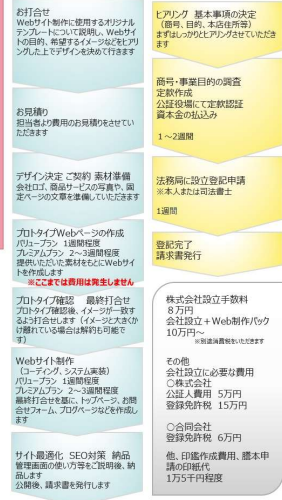 お打合せ
Webサイト制作に使用するオリジナル
テンプレートについて説明し、Webサイ
トの目的、希望するイメージなどをヒアリ
ングした上でデザインを決めて行きます
お見積り
担当者より費用のお見積りをさせてい
ただきます
デザイン決定 ご契約 素材準備
会社ロゴ、商品サービスの写真や、固
定ページの文章を準備していただきます
プロトタイプWebページの作成
バリュープラン 1週間程度
プレミアムプラン 2～3週間程度
提供いただいた素材をもとにWebサイ
トを作成します
※ここまでは費用は発生しません
プロトタイプ確認 最終打合せ
プロトタイプ確認後、イメージが一致す
るよう打合せします（イメージと大きくか
け離れている場合は解約も可能で
す）
Webサイト制作
（コーディング、システム実装）
バリュープラン 1週間程度
プレミアムプラン 2～3週間程度
最終打合せを基に、トップページ、お問
合せフォーム、ブログページなどを作成し
ます
サイト最適化 SEO対策 納品
管理画面の使い方等をご説明後、納
品します
公開後、請求書を発行します
ヒアリング 基本事項の決定
（商号、目的、本店住所等）
まずはしっかりとヒアリングさせていただき
ます
商号・事業目的の調査
定款作成
公証役場にて定款認証
資本金の払込み
1～2週間
法務局に設立登記申請
※本人または司法書士
1週間
登記完了
請求書発行
株式会社設立手数料
8万円
会社設立＋Web制作パック
10万円～
※別途消費税をいただきます
その他
会社設立に必要な費用
○株式会社
公証人費用 5万円
登録免許税 15万円
○合同会社
登録免許税 6万円
他、印鑑作成費用、謄本申
請の印紙代
1万5千円程度